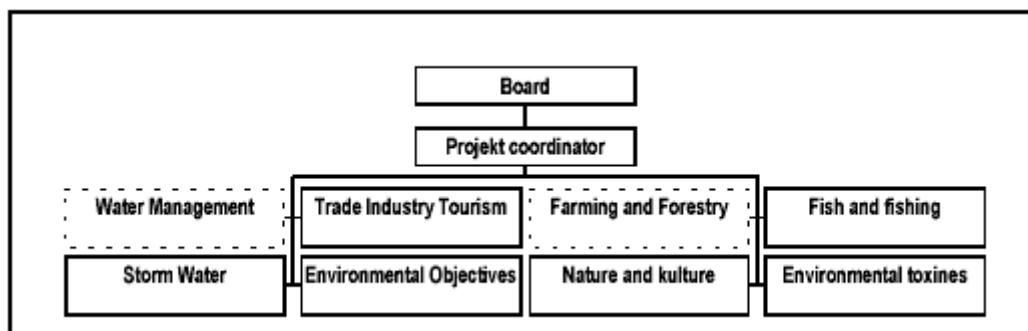 Board
Projekt coordinator
Water Management
Trade Industry Tourism
Farming and Forestry
Fish and fishing
Storm Water
Environmental Objectives
Nature and kulture
Environmental toxines